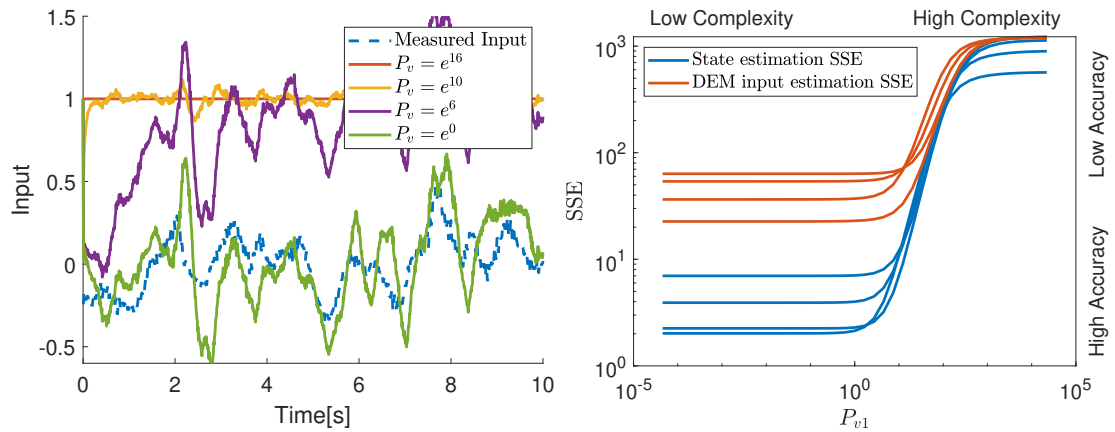 1.5
1
0.5
0
-0.5
Input
0
2
4
6
8
10
Time[s]
Measured Input
P_v = e^{16}
P_v = e^{10}
P_v = e^6
P_v = e^0
Low Complexity
High Complexity
10^3
10^2
10^1
10^0
SSE
State estimation SSE
DEM input estimation SSE
Low Accuracy
High Accuracy
10^{-5}
10^0
10^5
P_{v1}